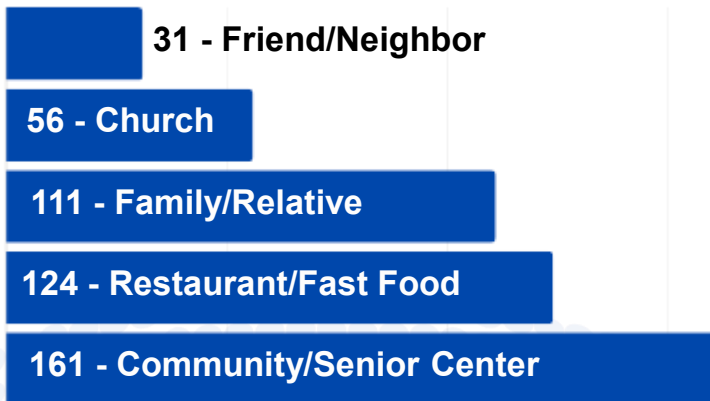 31 - Friend/Neighbor
56 - Church
111 - Family/Relative
124 - Restaurant/Fast Food
161 - Community/Senior Center